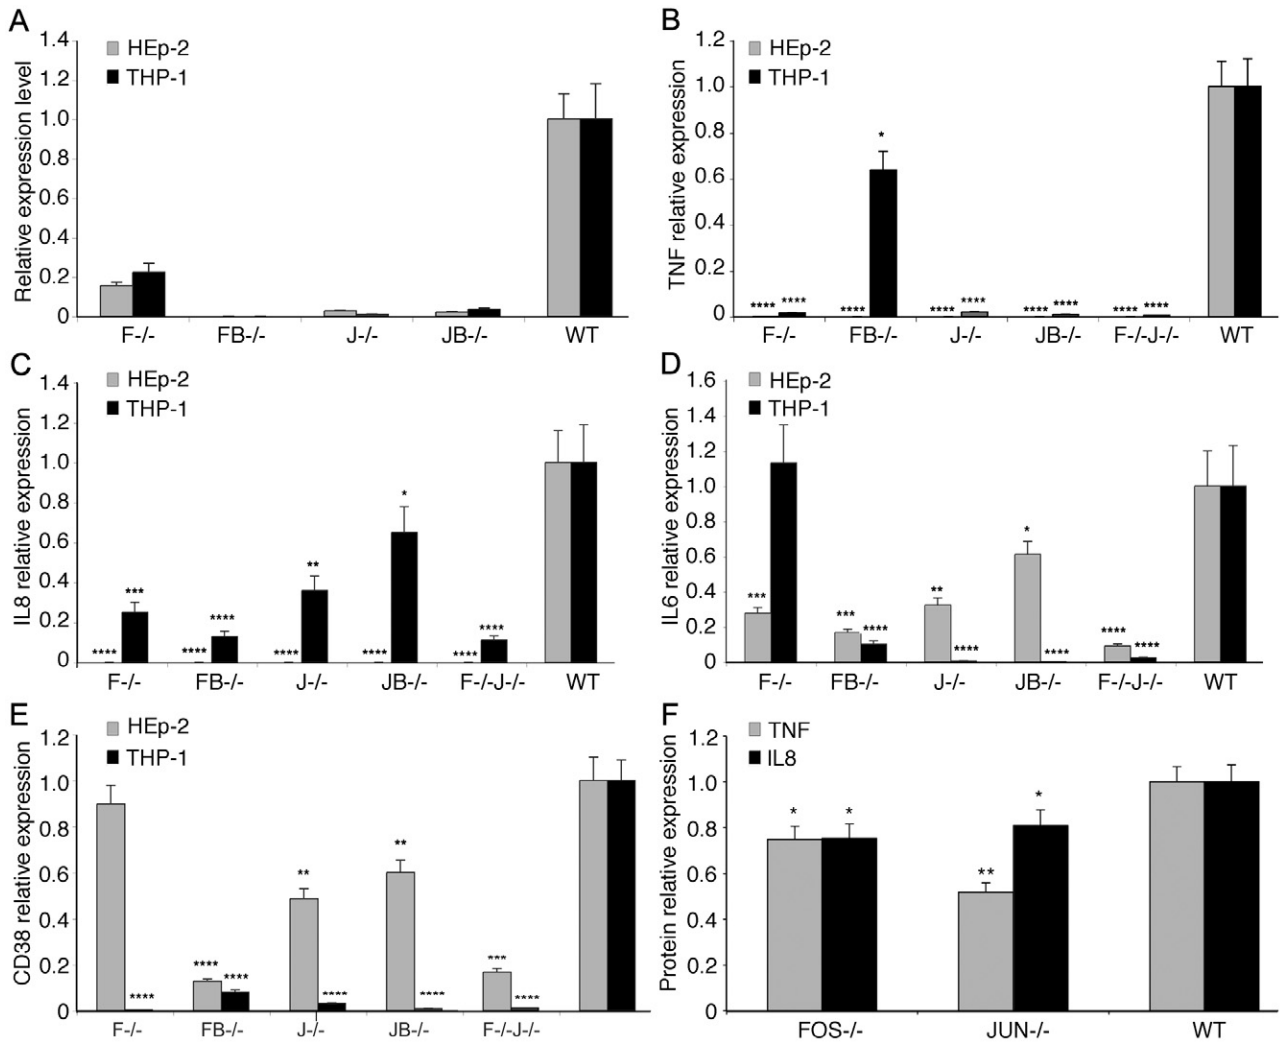 A
HEp-2
THP-1
Relative expression level
1.4
1.2
1.0
0.8
0.6
0.4
0.2
0
F-/-
FB-/-
J-/-
JB-/-
WT
B
HEp-2
THP-1
TNF relative expression
1.2
1.0
0.8
0.6
0.4
0.2
0
**** ****
**** *
**** ****
**** ****
**** ****
F-/-
FB-/-
J-/-
JB-/-
F-/-J-/-
WT
C
HEp-2
THP-1
IL8 relative expression
1.4
1.2
1.0
0.8
0.6
0.4
0.2
0
**** ***
**** ****
**** **
**** *
**** ****
F-/-
FB-/-
J-/-
JB-/-
F-/-J-/-
WT
D
HEp-2
THP-1
IL6 relative expression
1.6
1.4
1.2
1.0
0.8
0.6
0.4
0.2
0
***
*** ****
** ****
* ****
**** ****
F-/-
FB-/-
J-/-
JB-/-
F-/-J-/-
WT
E
HEp-2
THP-1
CD38 relative expression
1.2
1.0
0.8
0.6
0.4
0.2
0
****
**** ****
** ****
** ****
*** ****
F-/-
FB-/-
J-/-
JB-/-
F-/-J-/-
F
TNF
IL8
Protein relative expression
1.2
1.0
0.8
0.6
0.4
0.2
0
* *
** *
FOS-/-
JUN-/-
WT